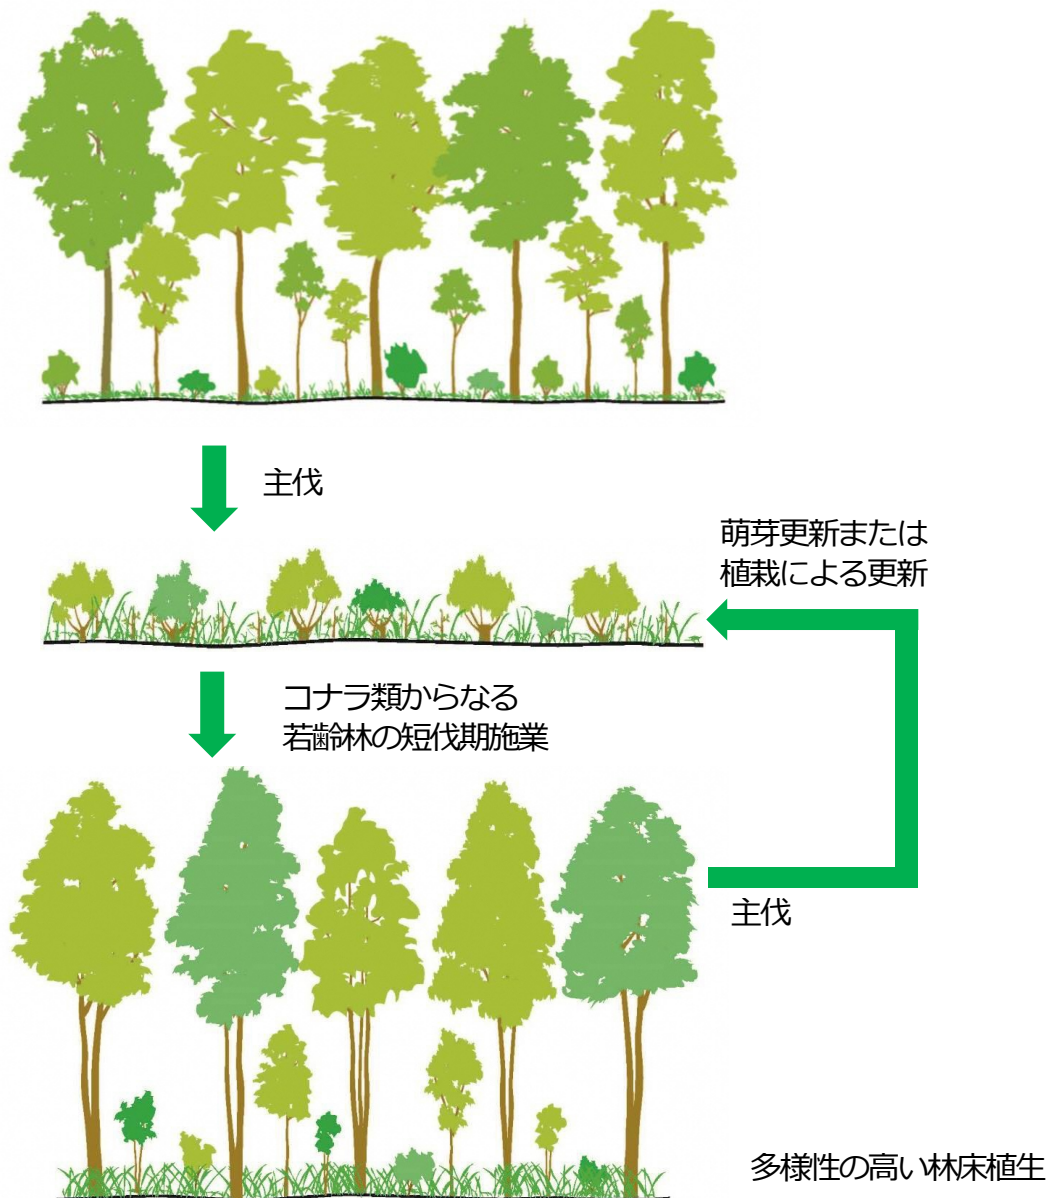 主伐
萌芽更新または
植栽による更新
コナラ類からなる
若齢林の短伐期施業
主伐
多様性の高い林床植生